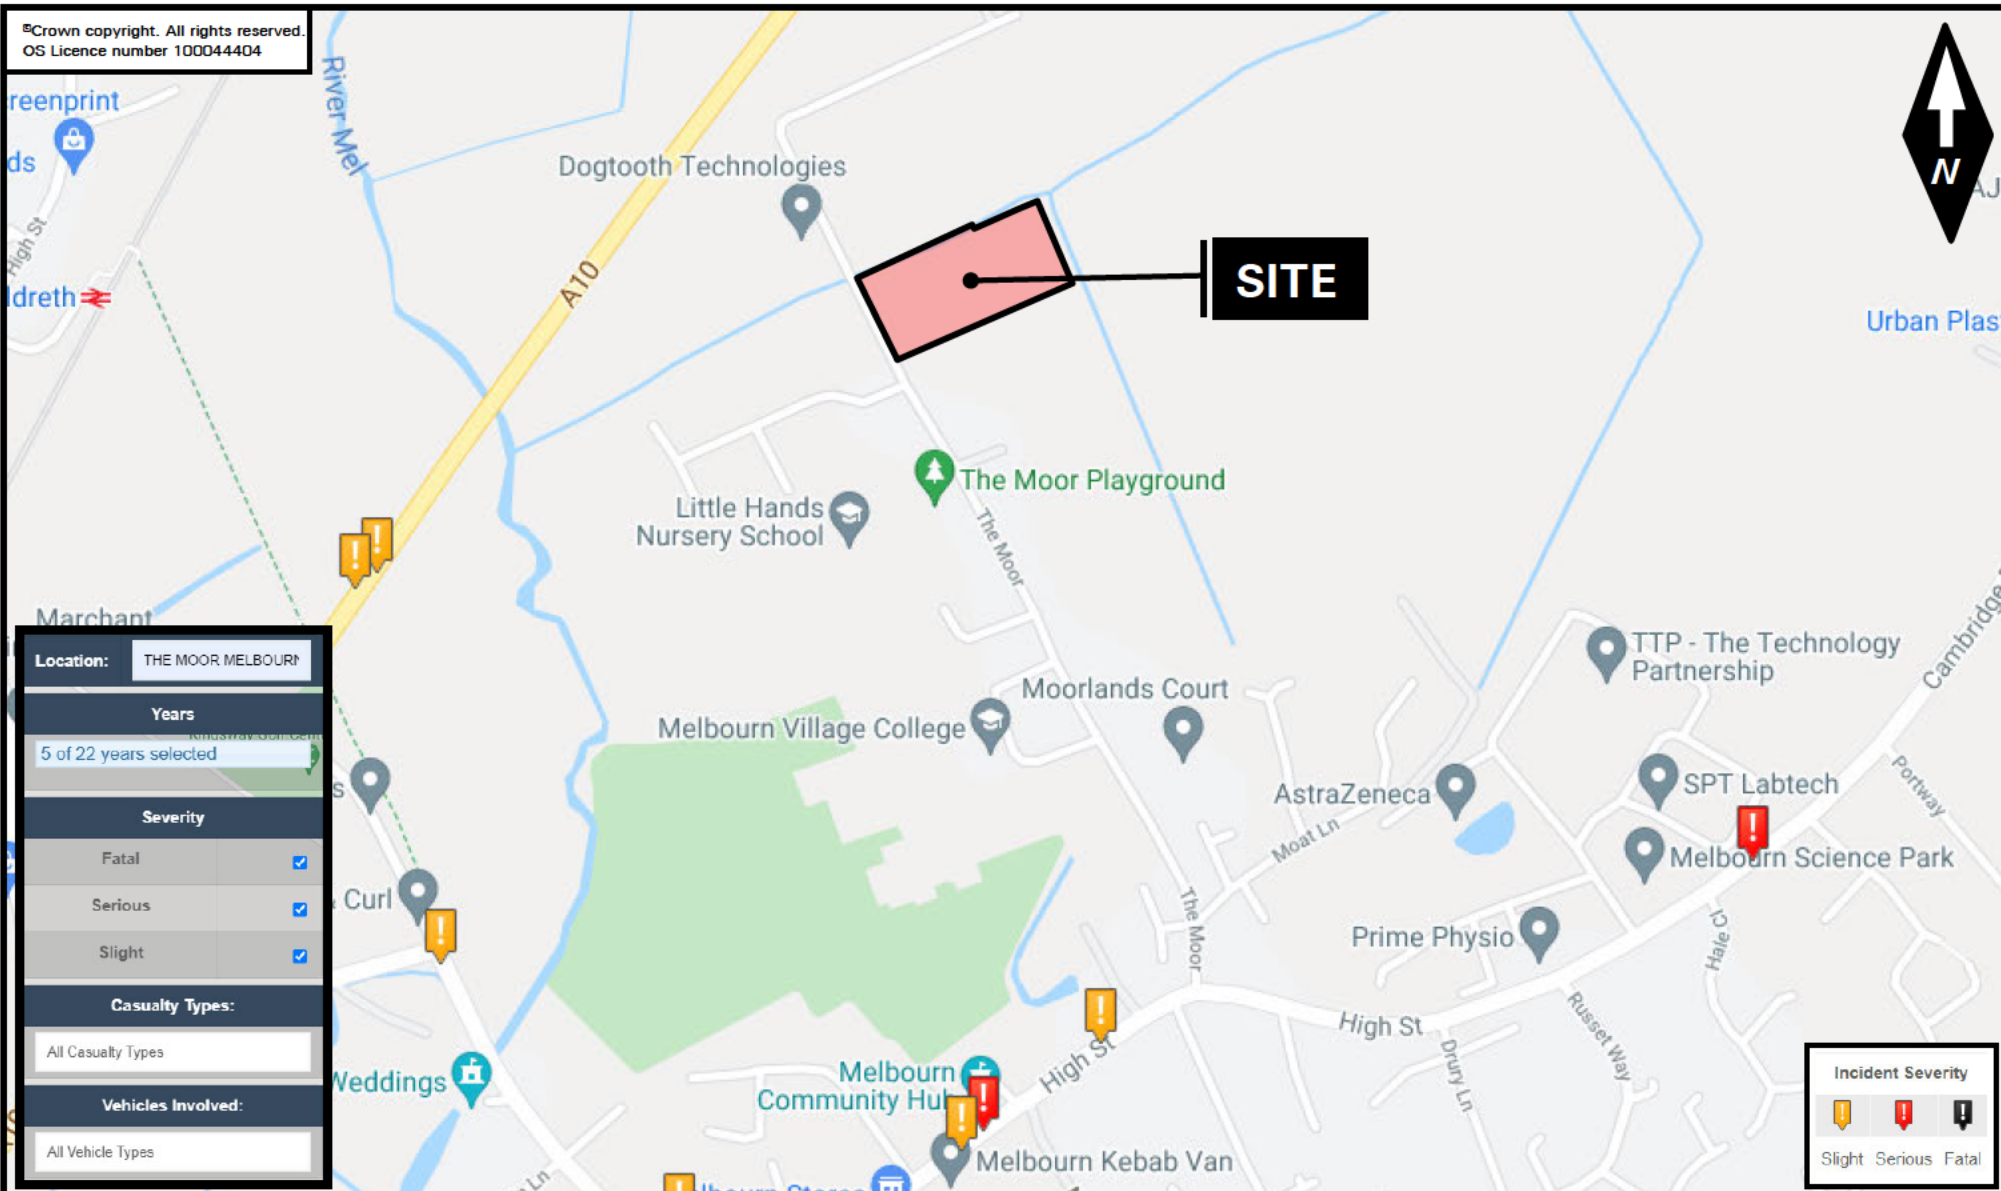 ©Crown copyright. All rights reserved.
OS Licence number 100044404
reenprint
ds
River Mel
High St
ldreth
A10
Dogtooth Technologies
SITE
N
AJ
Urban Plas
The Moor Playground
Little Hands
Nursery School
The Moor
Marchant
Location:
THE MOOR MELBOURN
Years
5 of 22 years selected
Severity
Fatal
Serious
Slight
Casualty Types:
All Casualty Types
Vehicles Involved:
All Vehicle Types
s
Curl
Weddings
Melbourn Village College
Moorlands Court
TTP - The Technology
Partnership
Cambridge
Portway
SPT Labtech
AstraZeneca
Moat Ln
Melbourn Science Park
The Moor
Prime Physio
Hale Cl
Russet Way
High St
Drury Ln
High St
Melbourn
Community Hub
Melbourn Kebab Van
Ln
lbourn Stores
Incident Severity
Slight Serious Fatal